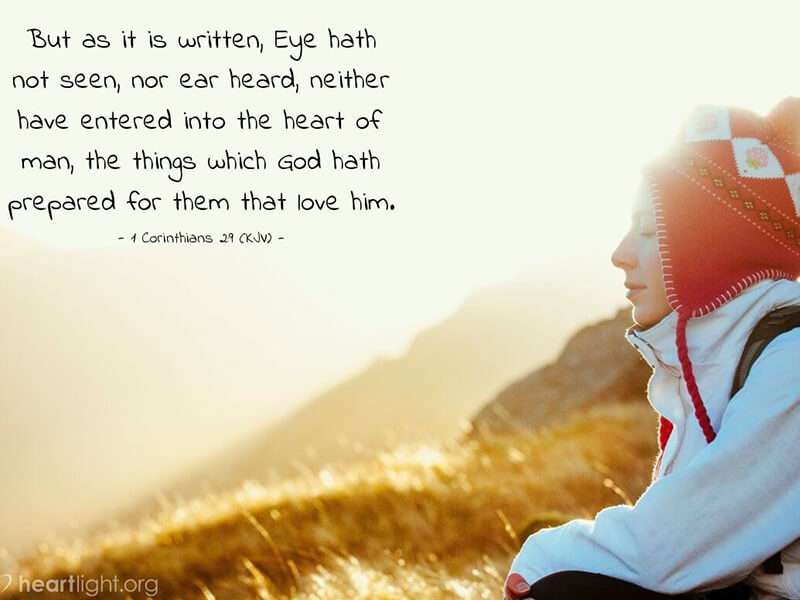 But as it is written, Eye hath
not seen, nor ear heard, neither
have entered into the heart of
man, the things which God hath
prepared for them that love him.
- 1 Corinthians 2:9 (KJV) -
heartlight.org